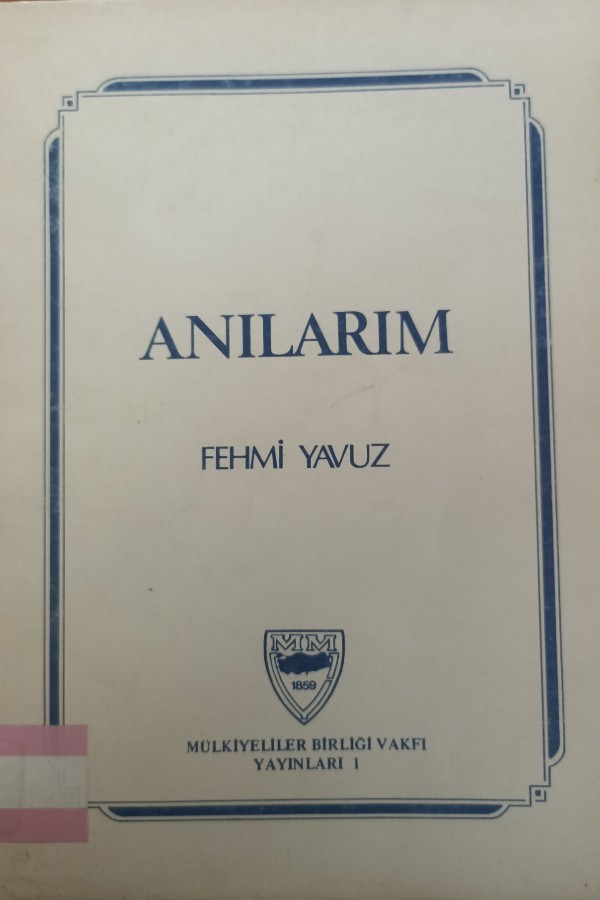 ANILARIM
FEHMİ YAVUZ
MM
1859
MÜLKİYELİLER BİRLİĞİ VAKFI
YAYINLARI 1